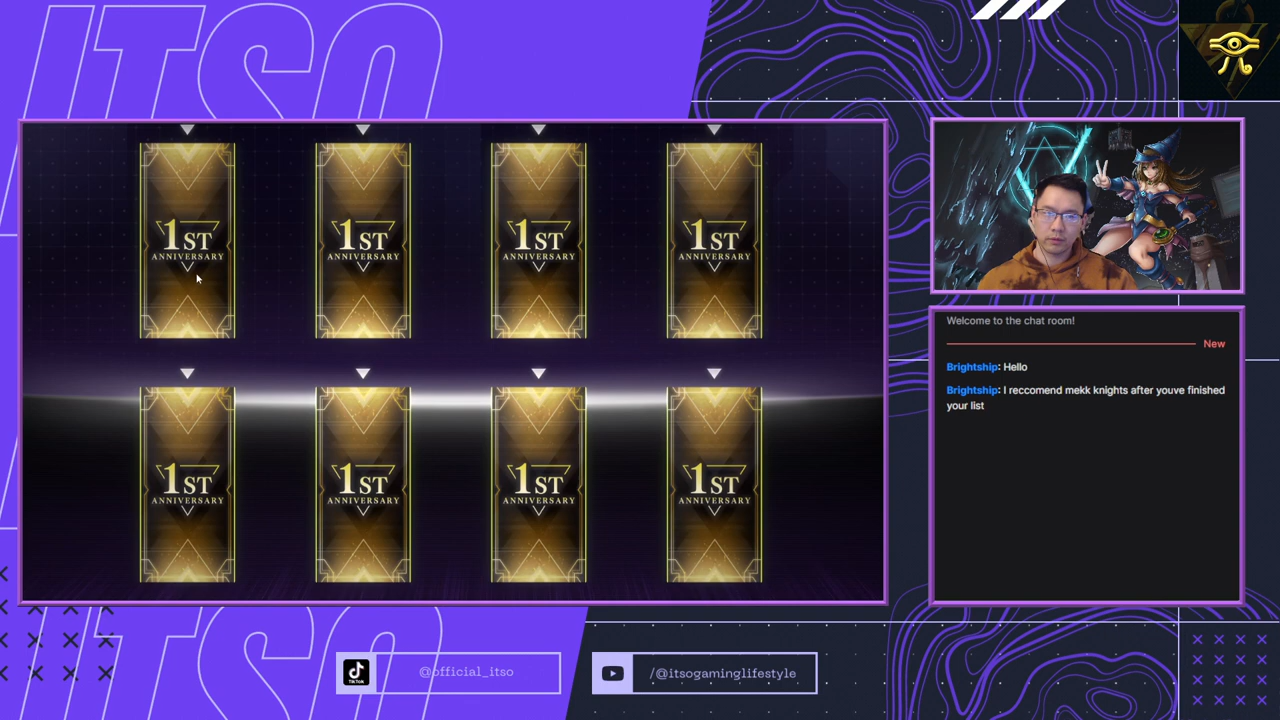 ITSO
1ST
ANNIVERSARY
1ST
ANNIVERSARY
1ST
ANNIVERSARY
1ST
ANNIVERSARY
1ST
ANNIVERSARY
1ST
ANNIVERSARY
1ST
ANNIVERSARY
1ST
ANNIVERSARY
Welcome to the chat room!
New
Brightship: Hello
Brightship: I reccomend mekk knights after youve finished
your list
ITSO
TikTok
@official_itso
/@itsogaminglifestyle